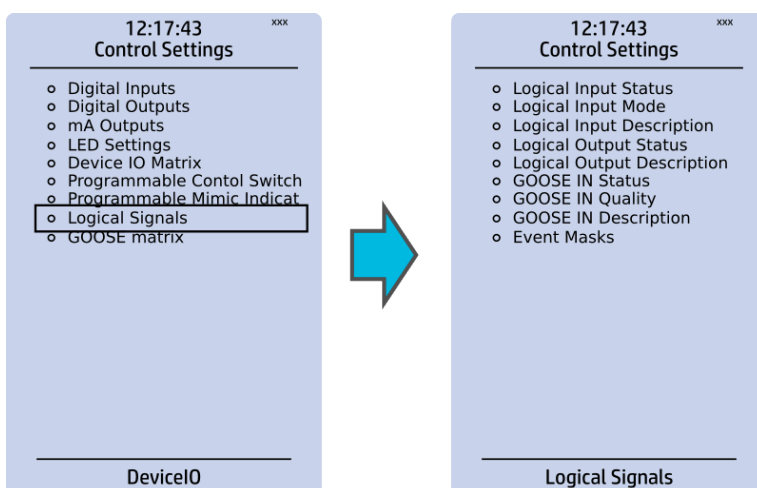 12:17:43 xxx
Control Settings
Digital Inputs
Digital Outputs
mA Outputs
LED Settings
Device IO Matrix
Programmable Contol Switch
Programmable Mimic Indicat
Logical Signals
GOOSE matrix
DeviceIO
12:17:43 xxx
Control Settings
Logical Input Status
Logical Input Mode
Logical Input Description
Logical Output Status
Logical Output Description
GOOSE IN Status
GOOSE IN Quality
GOOSE IN Description
Event Masks
Logical Signals